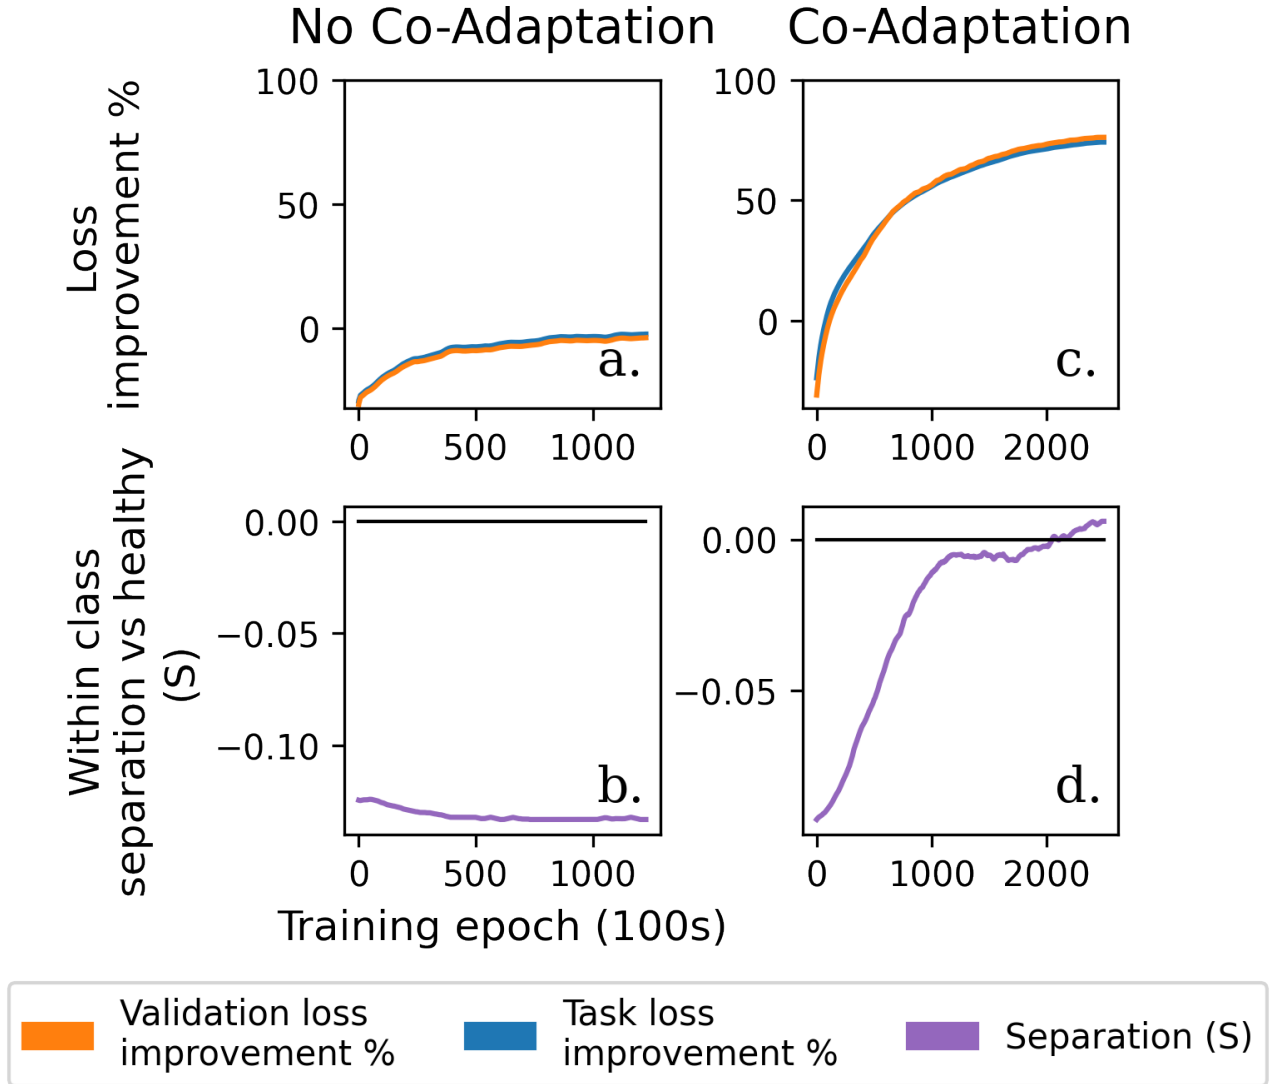 No Co-Adaptation
Co-Adaptation
Loss
improvement %
100
50
0
a.
0
500
1000
100
50
0
c.
0
1000
2000
Within class
separation vs healthy
(S)
0.00
−0.05
−0.10
b.
0
500
1000
0.00
−0.05
d.
0
1000
2000
Training epoch (100s)
Validation loss
improvement %
Task loss
improvement %
Separation (S)